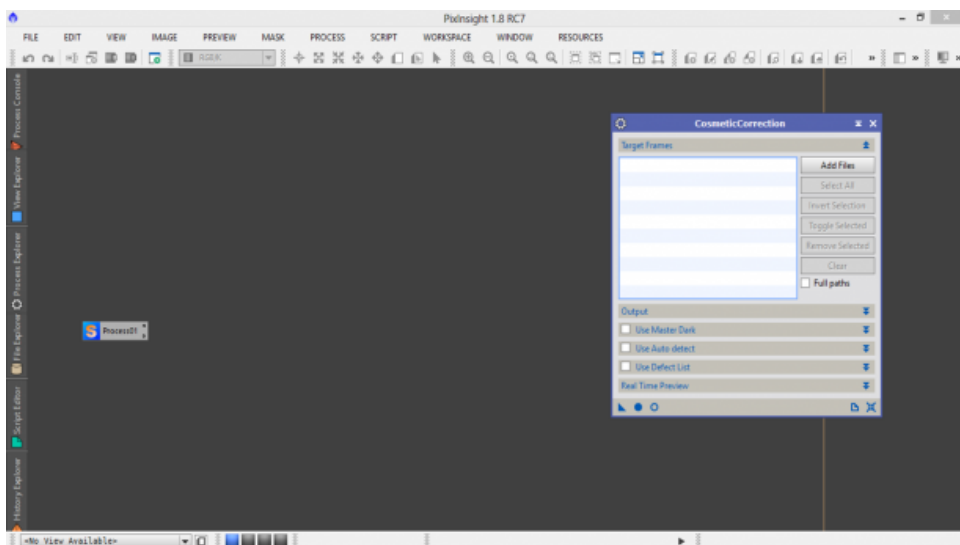 PixInsight 1.8 RC7
FILE EDIT VIEW IMAGE PREVIEW MASK PROCESS SCRIPT WORKSPACE WINDOW RESOURCES
RGB/K
Process Console
View Explorer
Process Explorer
File Explorer
Script Editor
History Explorer
Process01
CosmeticCorrection
Target Frames
Add Files
Select All
Invert Selection
Toggle Selected
Remove Selected
Clear
Full paths
Output
Use Master Dark
Use Auto detect
Use Defect List
Real Time Preview
<No View Available>